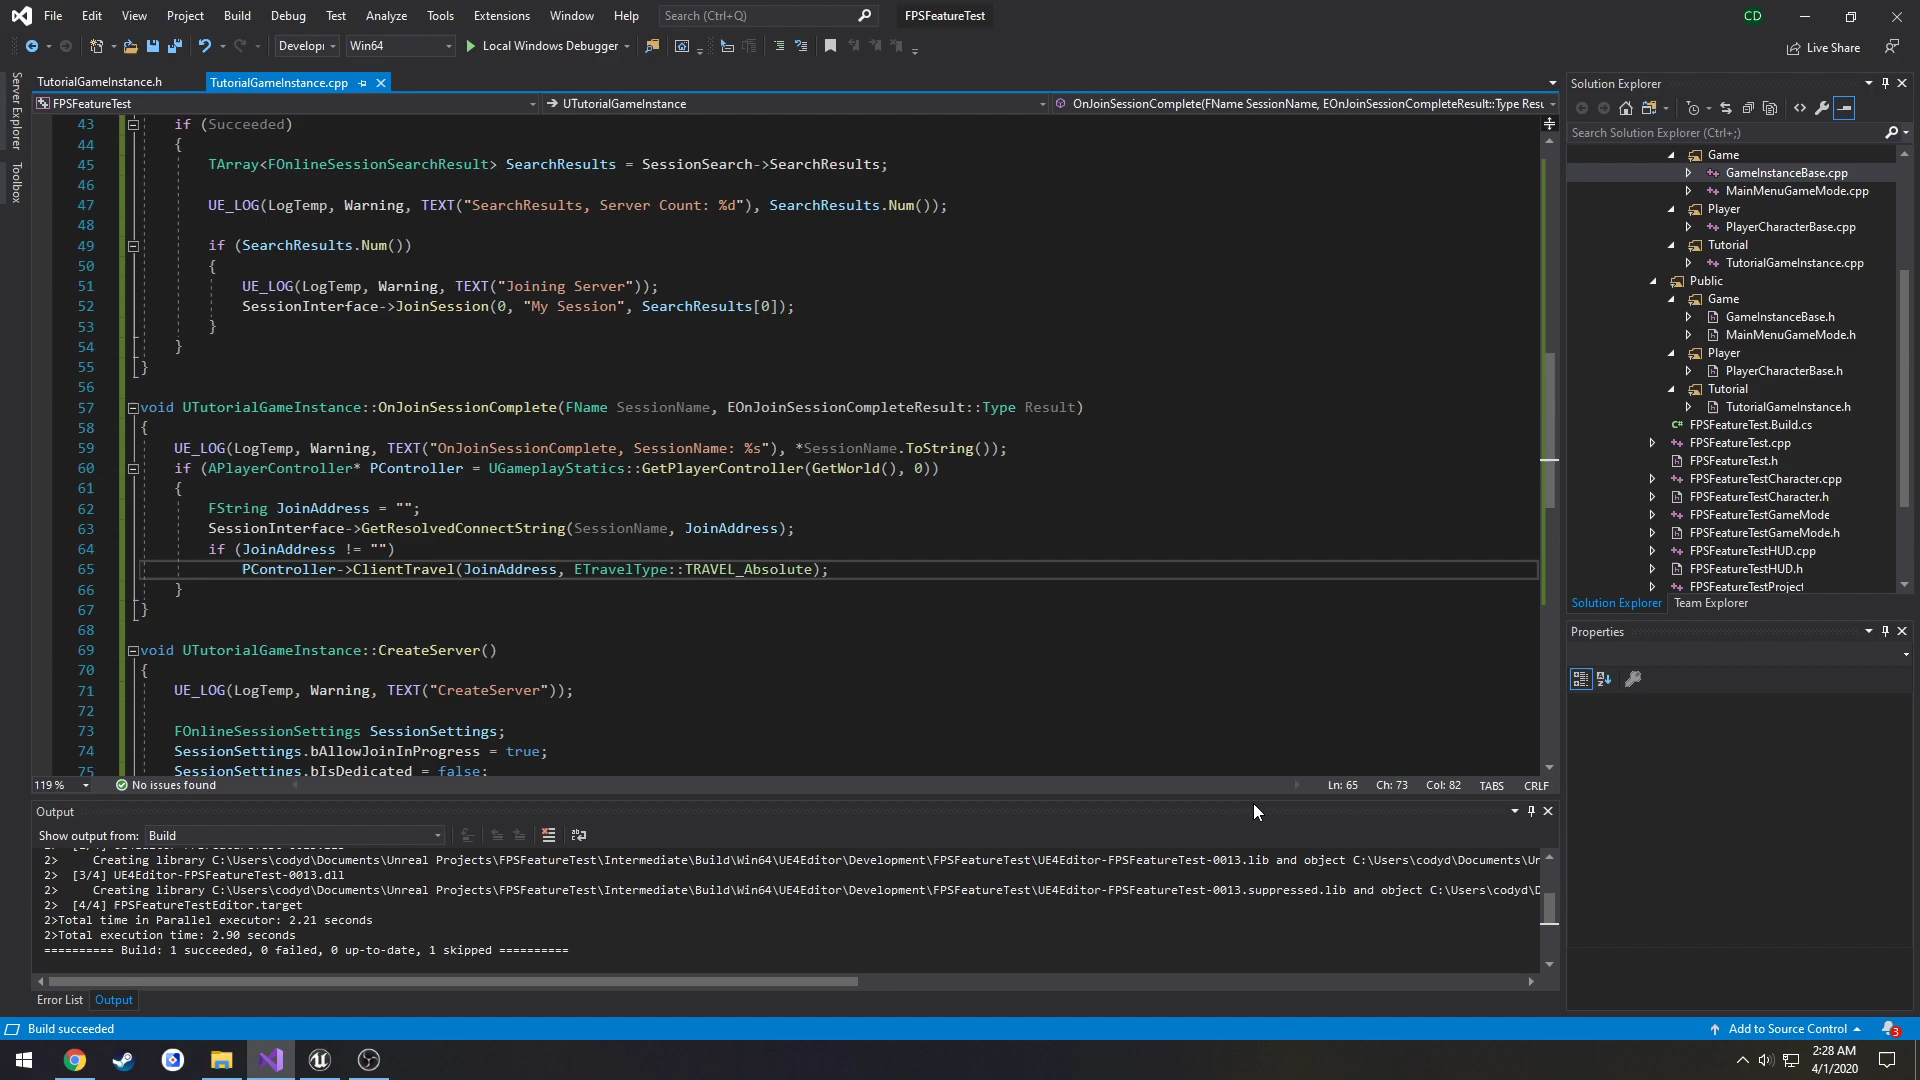 File Edit View Project Build Debug Test Analyze Tools Extensions Window Help Search (Ctrl+Q) FPSFeatureTest CD
Develop Win64 Local Windows Debugger Live Share
Server Explorer
Toolbox
TutorialGameInstance.h TutorialGameInstance.cpp
FPSFeatureTest UTutorialGameInstance OnJoinSessionComplete(FName SessionName, EOnJoinSessionCompleteResult::Type Resu
43 if (Succeeded)
44 {
45 TArray<FOnlineSessionSearchResult> SearchResults = SessionSearch->SearchResults;
46
47 UE_LOG(LogTemp, Warning, TEXT("SearchResults, Server Count: %d"), SearchResults.Num());
48
49 if (SearchResults.Num())
50 {
51 UE_LOG(LogTemp, Warning, TEXT("Joining Server"));
52 SessionInterface->JoinSession(0, "My Session", SearchResults[0]);
53 }
54 }
55 }
56
57 void UTutorialGameInstance::OnJoinSessionComplete(FName SessionName, EOnJoinSessionCompleteResult::Type Result)
58 {
59 UE_LOG(LogTemp, Warning, TEXT("OnJoinSessionComplete, SessionName: %s"), *SessionName.ToString());
60 if (APlayerController* PController = UGameplayStatics::GetPlayerController(GetWorld(), 0))
61 {
62 FString JoinAddress = "";
63 SessionInterface->GetResolvedConnectString(SessionName, JoinAddress);
64 if (JoinAddress != "")
65 PController->ClientTravel(JoinAddress, ETravelType::TRAVEL_Absolute);
66 }
67 }
68
69 void UTutorialGameInstance::CreateServer()
70 {
71 UE_LOG(LogTemp, Warning, TEXT("CreateServer"));
72
73 FOnlineSessionSettings SessionSettings;
74 SessionSettings.bAllowJoinInProgress = true;
75 SessionSettings.bIsDedicated = false;
119 % No issues found Ln: 65 Ch: 73 Col: 82 TABS CRLF
Output
Show output from: Build
2> Creating library C:\Users\codyd\Documents\Unreal Projects\FPSFeatureTest\Intermediate\Build\Win64\UE4Editor\Development\FPSFeatureTest\UE4Editor-FPSFeatureTest-0013.lib and object C:\Users\codyd\Documents\Un
2> [3/4] UE4Editor-FPSFeatureTest-0013.dll
2> Creating library C:\Users\codyd\Documents\Unreal Projects\FPSFeatureTest\Intermediate\Build\Win64\UE4Editor\Development\FPSFeatureTest\UE4Editor-FPSFeatureTest-0013.suppressed.lib and object C:\Users\codyd\D
2> [4/4] FPSFeatureTestEditor.target
2>Total time in Parallel executor: 2.21 seconds
2>Total execution time: 2.90 seconds
========== Build: 1 succeeded, 0 failed, 0 up-to-date, 1 skipped ==========
Error List Output
Solution Explorer
Search Solution Explorer (Ctrl+;)
Game
GameInstanceBase.cpp
MainMenuGameMode.cpp
Player
PlayerCharacterBase.cpp
Tutorial
TutorialGameInstance.cpp
Public
Game
GameInstanceBase.h
MainMenuGameMode.h
Player
PlayerCharacterBase.h
Tutorial
TutorialGameInstance.h
FPSFeatureTest.Build.cs
FPSFeatureTest.cpp
FPSFeatureTest.h
FPSFeatureTestCharacter.cpp
FPSFeatureTestCharacter.h
FPSFeatureTestGameMode
FPSFeatureTestGameMode.h
FPSFeatureTestHUD.cpp
FPSFeatureTestHUD.h
FPSFeatureTestProject
Solution Explorer Team Explorer
Properties
Build succeeded Add to Source Control 3
2:28 AM
4/1/2020